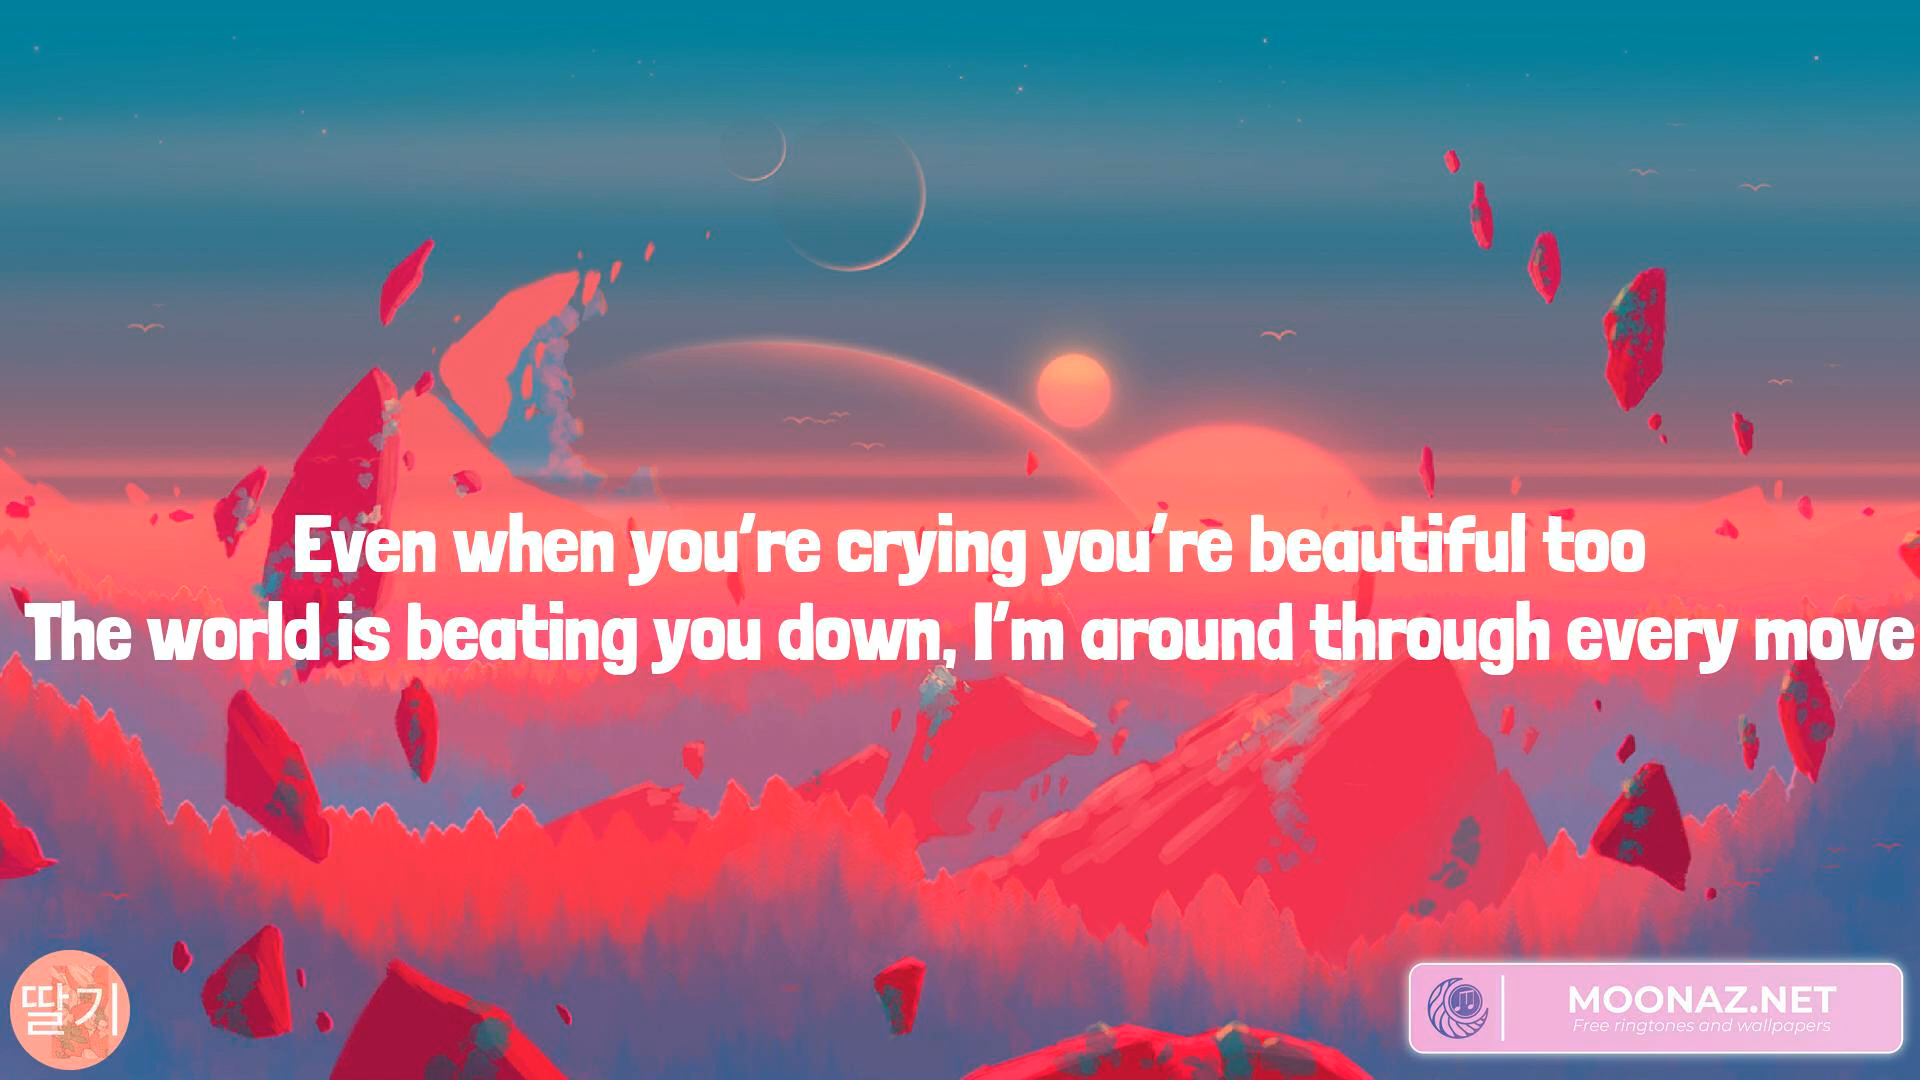 Even when you're crying you're beautiful too
The world is beating you down, I'm around through every move
딸기
MOONAZ.NET
Free ringtones and wallpapers